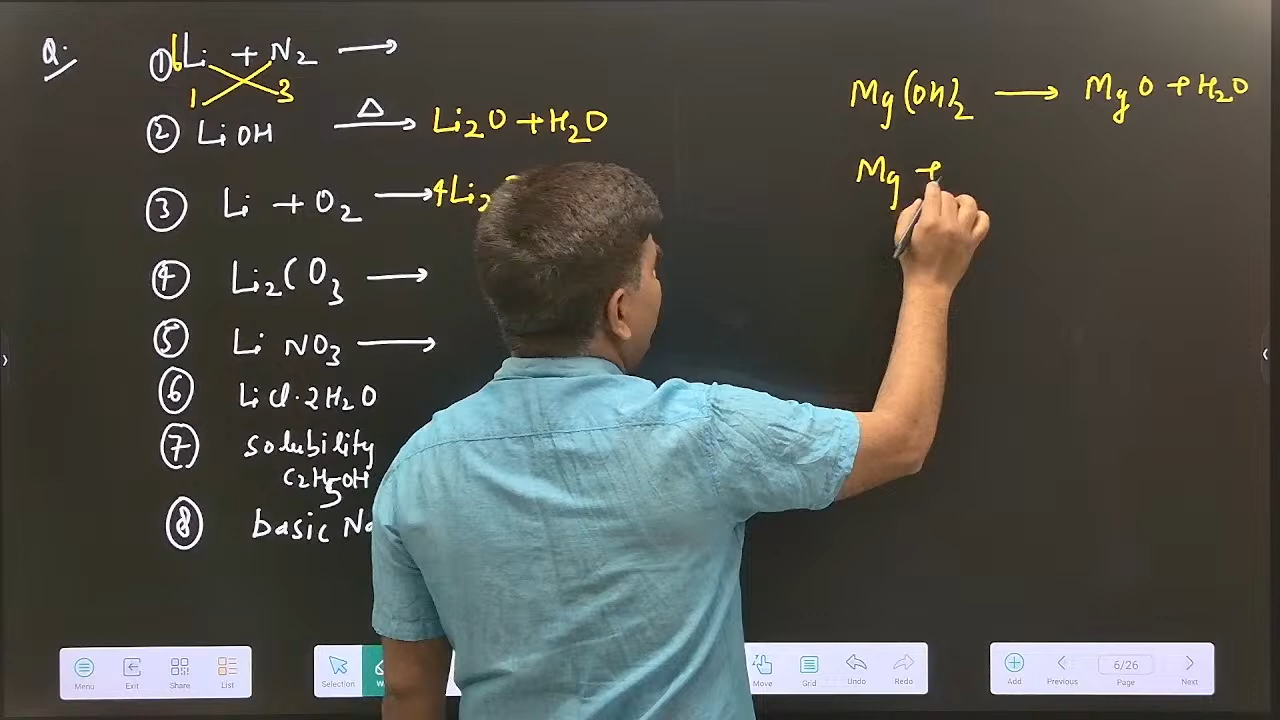 Q.
① 6Li + N2 ⟶
1 3
② LiOH △⟶ Li2O + H2O
③ Li + O2 ⟶ 4Li2
④ Li2CO3 ⟶
⑤ Li NO3 ⟶
⑥ LiCl·2H2O
⑦ solubility
C2H5OH
⑧ basic
Mg(OH)2 ⟶ MgO + H2O
Mg +
Menu
Exit
Share
List
Selection
Move
Grid
Undo
Redo
Add
Previous
6/26
Page
Next